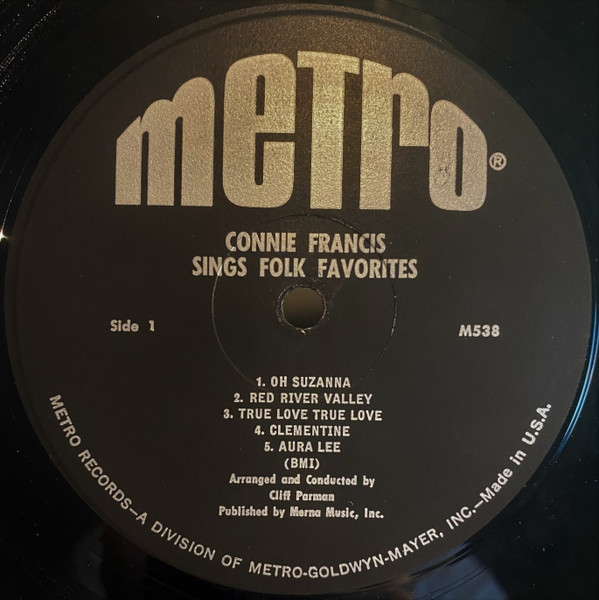 metro®
CONNIE FRANCIS
SINGS FOLK FAVORITES
Side 1
M538
1. OH SUZANNA
2. RED RIVER VALLEY
3. TRUE LOVE TRUE LOVE
4. CLEMENTINE
5. AURA LEE
(BMI)
Arranged and Conducted by
Cliff Parman
Published by Merna Music, Inc.
METRO RECORDS—A DIVISION OF METRO-GOLDWYN-MAYER, INC.—Made in U.S.A.